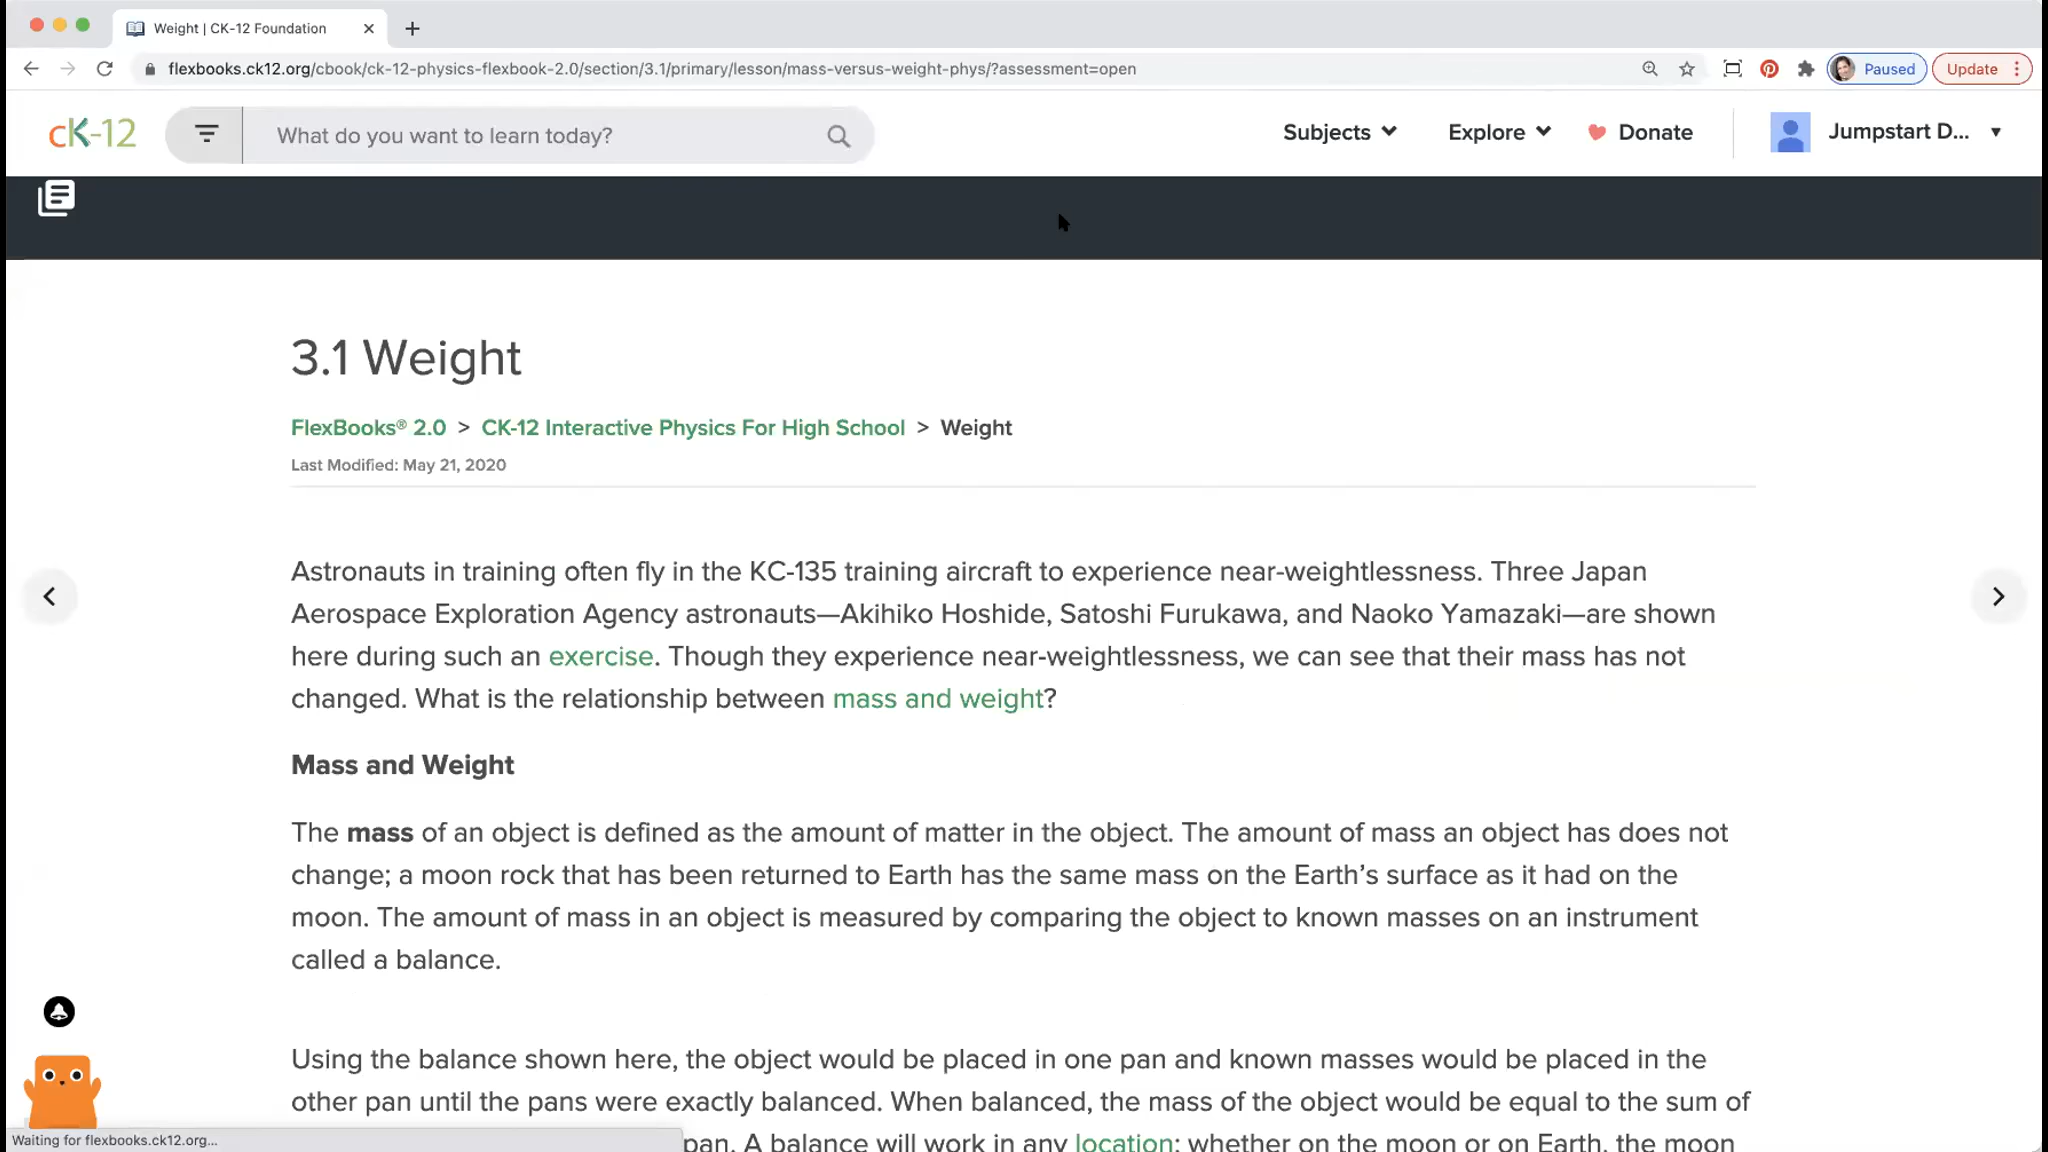 Weight | CK-12 Foundation
flexbooks.ck12.org/cbook/ck-12-physics-flexbook-2.0/section/3.1/primary/lesson/mass-versus-weight-phys/?assessment=open
Paused
Update
cK-12
What do you want to learn today?
Subjects
Explore
Donate
Jumpstart D...
3.1 Weight
FlexBooks® 2.0 > CK-12 Interactive Physics For High School > Weight
Last Modified: May 21, 2020
Astronauts in training often fly in the KC-135 training aircraft to experience near-weightlessness. Three Japan
Aerospace Exploration Agency astronauts—Akihiko Hoshide, Satoshi Furukawa, and Naoko Yamazaki—are shown
here during such an exercise. Though they experience near-weightlessness, we can see that their mass has not
changed. What is the relationship between mass and weight?
Mass and Weight
The mass of an object is defined as the amount of matter in the object. The amount of mass an object has does not
change; a moon rock that has been returned to Earth has the same mass on the Earth’s surface as it had on the
moon. The amount of mass in an object is measured by comparing the object to known masses on an instrument
called a balance.
Using the balance shown here, the object would be placed in one pan and known masses would be placed in the
other pan until the pans were exactly balanced. When balanced, the mass of the object would be equal to the sum of
pan. A balance will work in any location; whether on the moon or on Earth, the moon
Waiting for flexbooks.ck12.org...